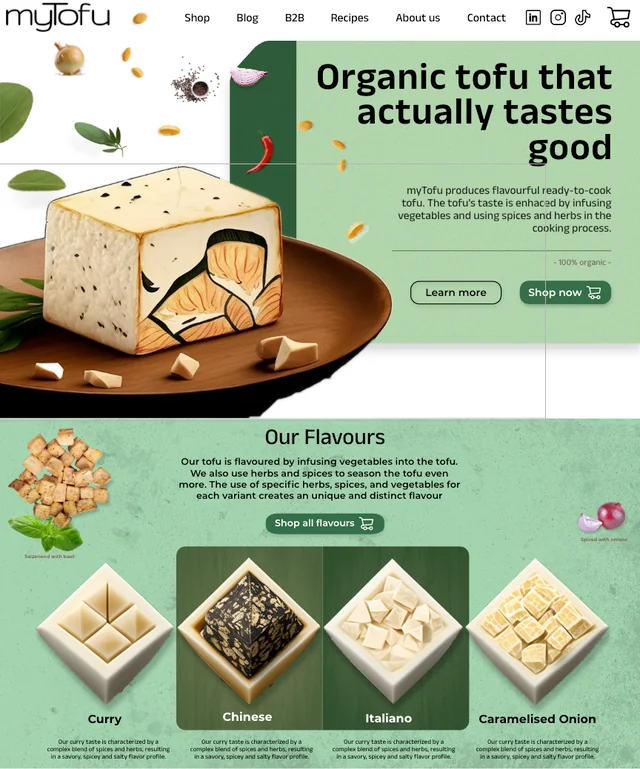 myTofu
Shop Blog B2B Recipes About us Contact
Organic tofu that
actually tastes
good
myTofu produces flavourful ready-to-cook
tofu. The tofu's taste is enhaced by infusing
vegetables and using spices and herbs in the
cooking process.
- 100% organic -
Learn more
Shop now
Our Flavours
Our tofu is flavoured by infusing vegetables into the tofu.
We also use herbs and spices to season the tofu even
more. The use of specific herbs, spices, and vegetables for
each variant creates an unique and distinct flavour
Shop all flavours
with basil
Spiced with onions
Curry
Chinese
Italiano
Caramelised Onion
Our curry taste is characterized by a
complex blend of spices and herbs, resulting
in a savory, spicey and salty flavor profile.
Our curry taste is characterized by a
complex blend of spices and herbs, resulting
in a savory, spicey and salty flavor profile.
Our curry taste is characterized by a
complex blend of spices and herbs, resulting
in a savory, spicey and salty flavor profile.
Our curry taste is characterized by a
complex blend of spices and herbs, resulting
in a savory, spicey and salty flavor profile.